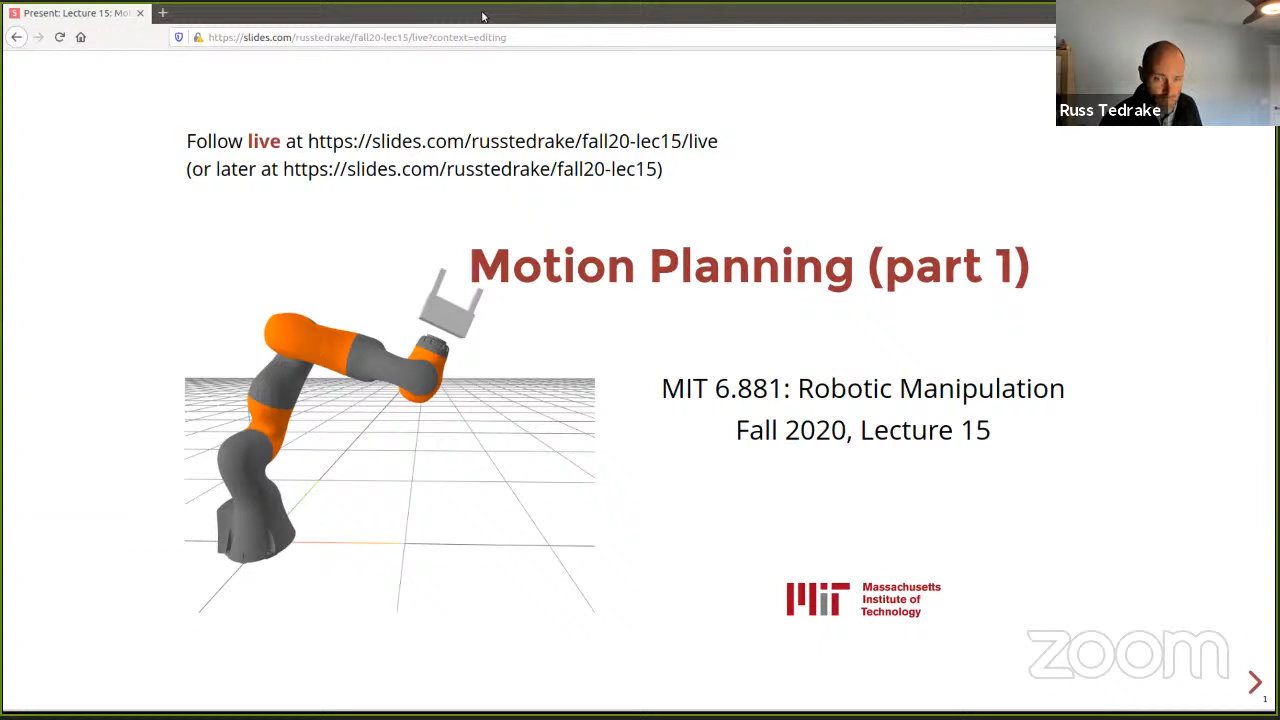 Present: Lecture 15: Mo
https://slides.com/russtedrake/fall20-lec15/live?context=editing
Russ Tedrake
Follow live at https://slides.com/russtedrake/fall20-lec15/live
(or later at https://slides.com/russtedrake/fall20-lec15)
Motion Planning (part 1)
MIT 6.881: Robotic Manipulation
Fall 2020, Lecture 15
MIT Massachusetts
Institute of
Technology
zoom
1